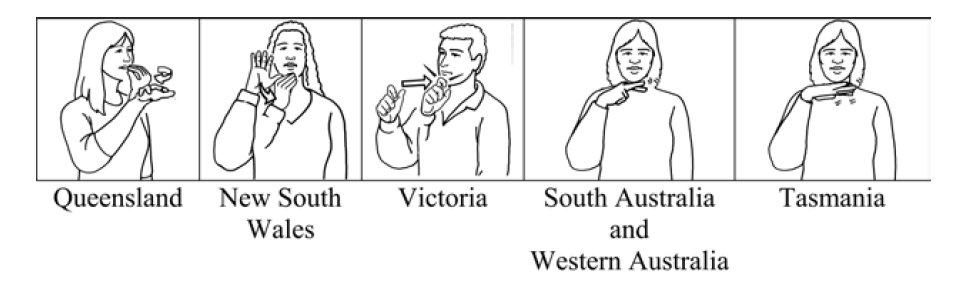 Queensland
New South
Wales
Victoria
South Australia
and
Western Australia
Tasmania